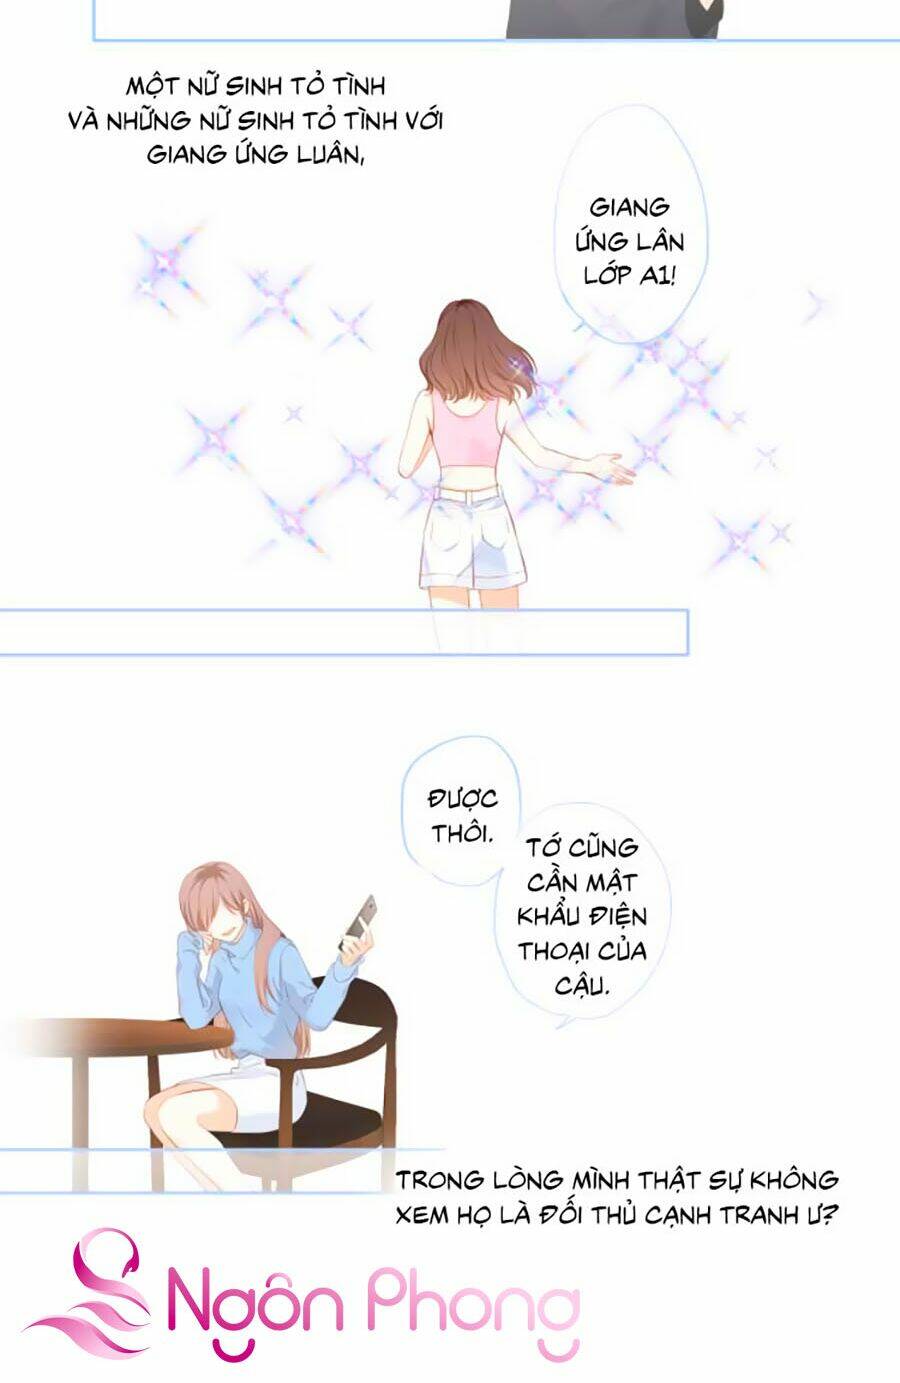 MỘT NỮ SINH TỎ TÌNH
VÀ NHỮNG NỮ SINH TỎ TÌNH VỚI
GIANG ỨNG LUÂN,
GIANG
ỨNG LÂN
LỚP A1!
ĐƯỢC
THÔI.
TỚ CŨNG
CẦN MẬT
KHẨU ĐIỆN
THOẠI CỦA
CẬU.
TRONG LÒNG MÌNH THẬT SỰ KHÔNG
XEM HỌ LÀ ĐỐI THỦ CẠNH TRANH Ư?
Ngôn Phong